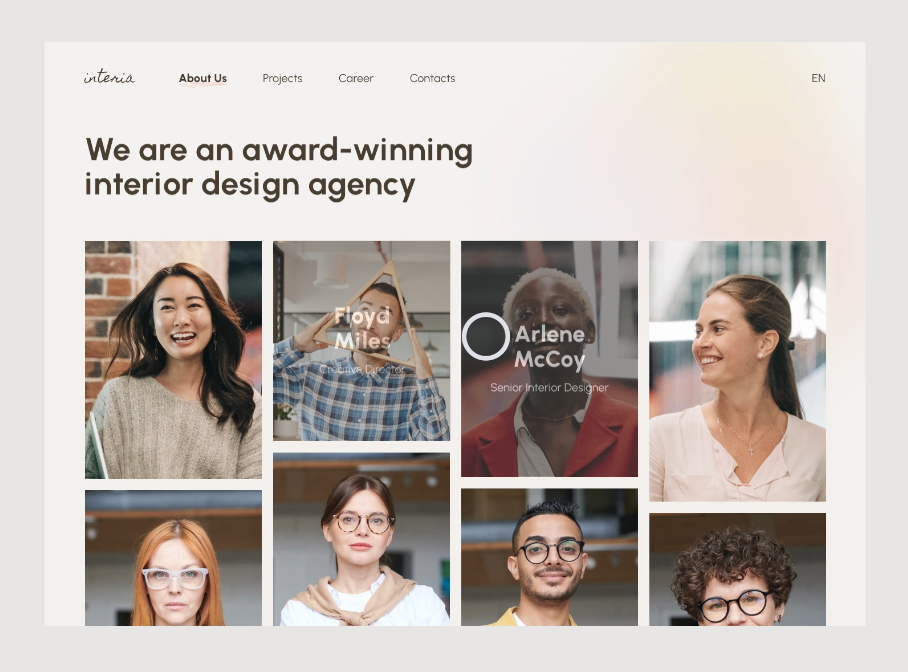 interia
About Us
Projects
Career
Contacts
EN
We are an award-winning
interior design agency
Floyd
Miles
Creative Director
Arlene
McCoy
Senior Interior Designer